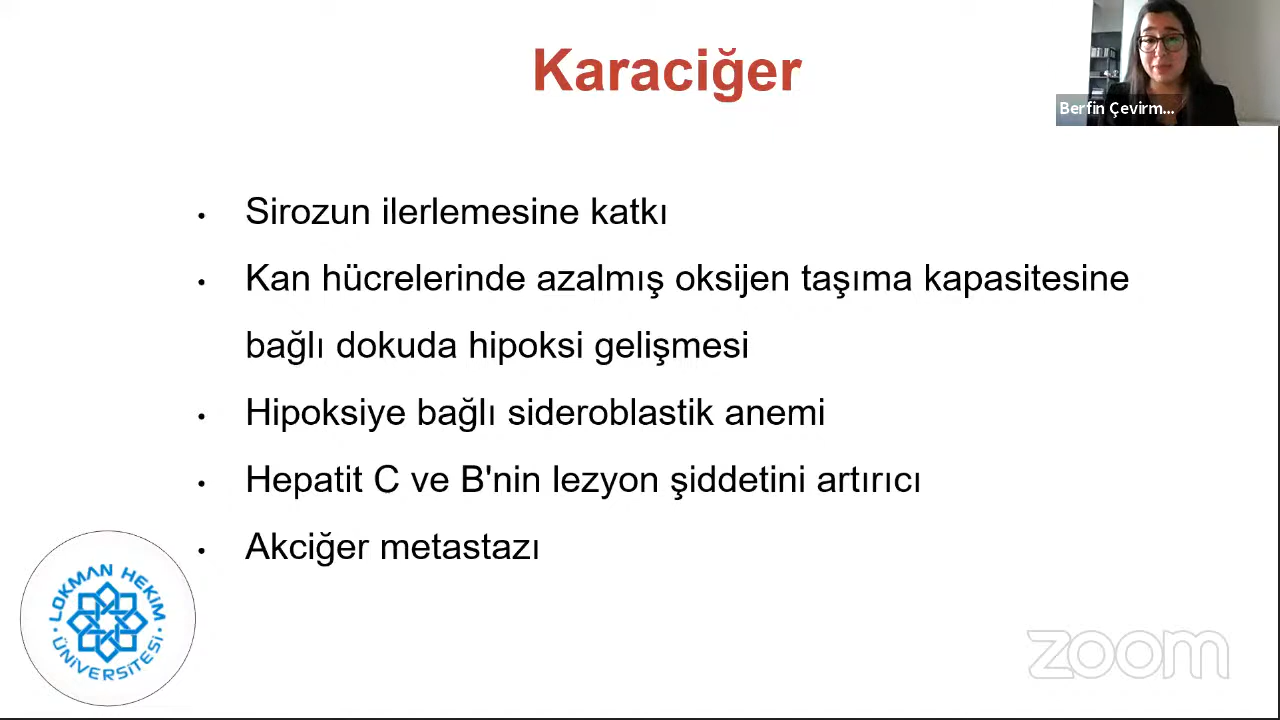 Karaciğer
Berfin Çevirm...
• Sirozun ilerlemesine katkı
• Kan hücrelerinde azalmış oksijen taşıma kapasitesine
bağlı dokuda hipoksi gelişmesi
• Hipoksiye bağlı sideroblastik anemi
• Hepatit C ve B'nin lezyon şiddetini artırıcı
• Akciğer metastazı
LOKMAN HEKİM
· ÜNİVERSİTESİ ·
zoom